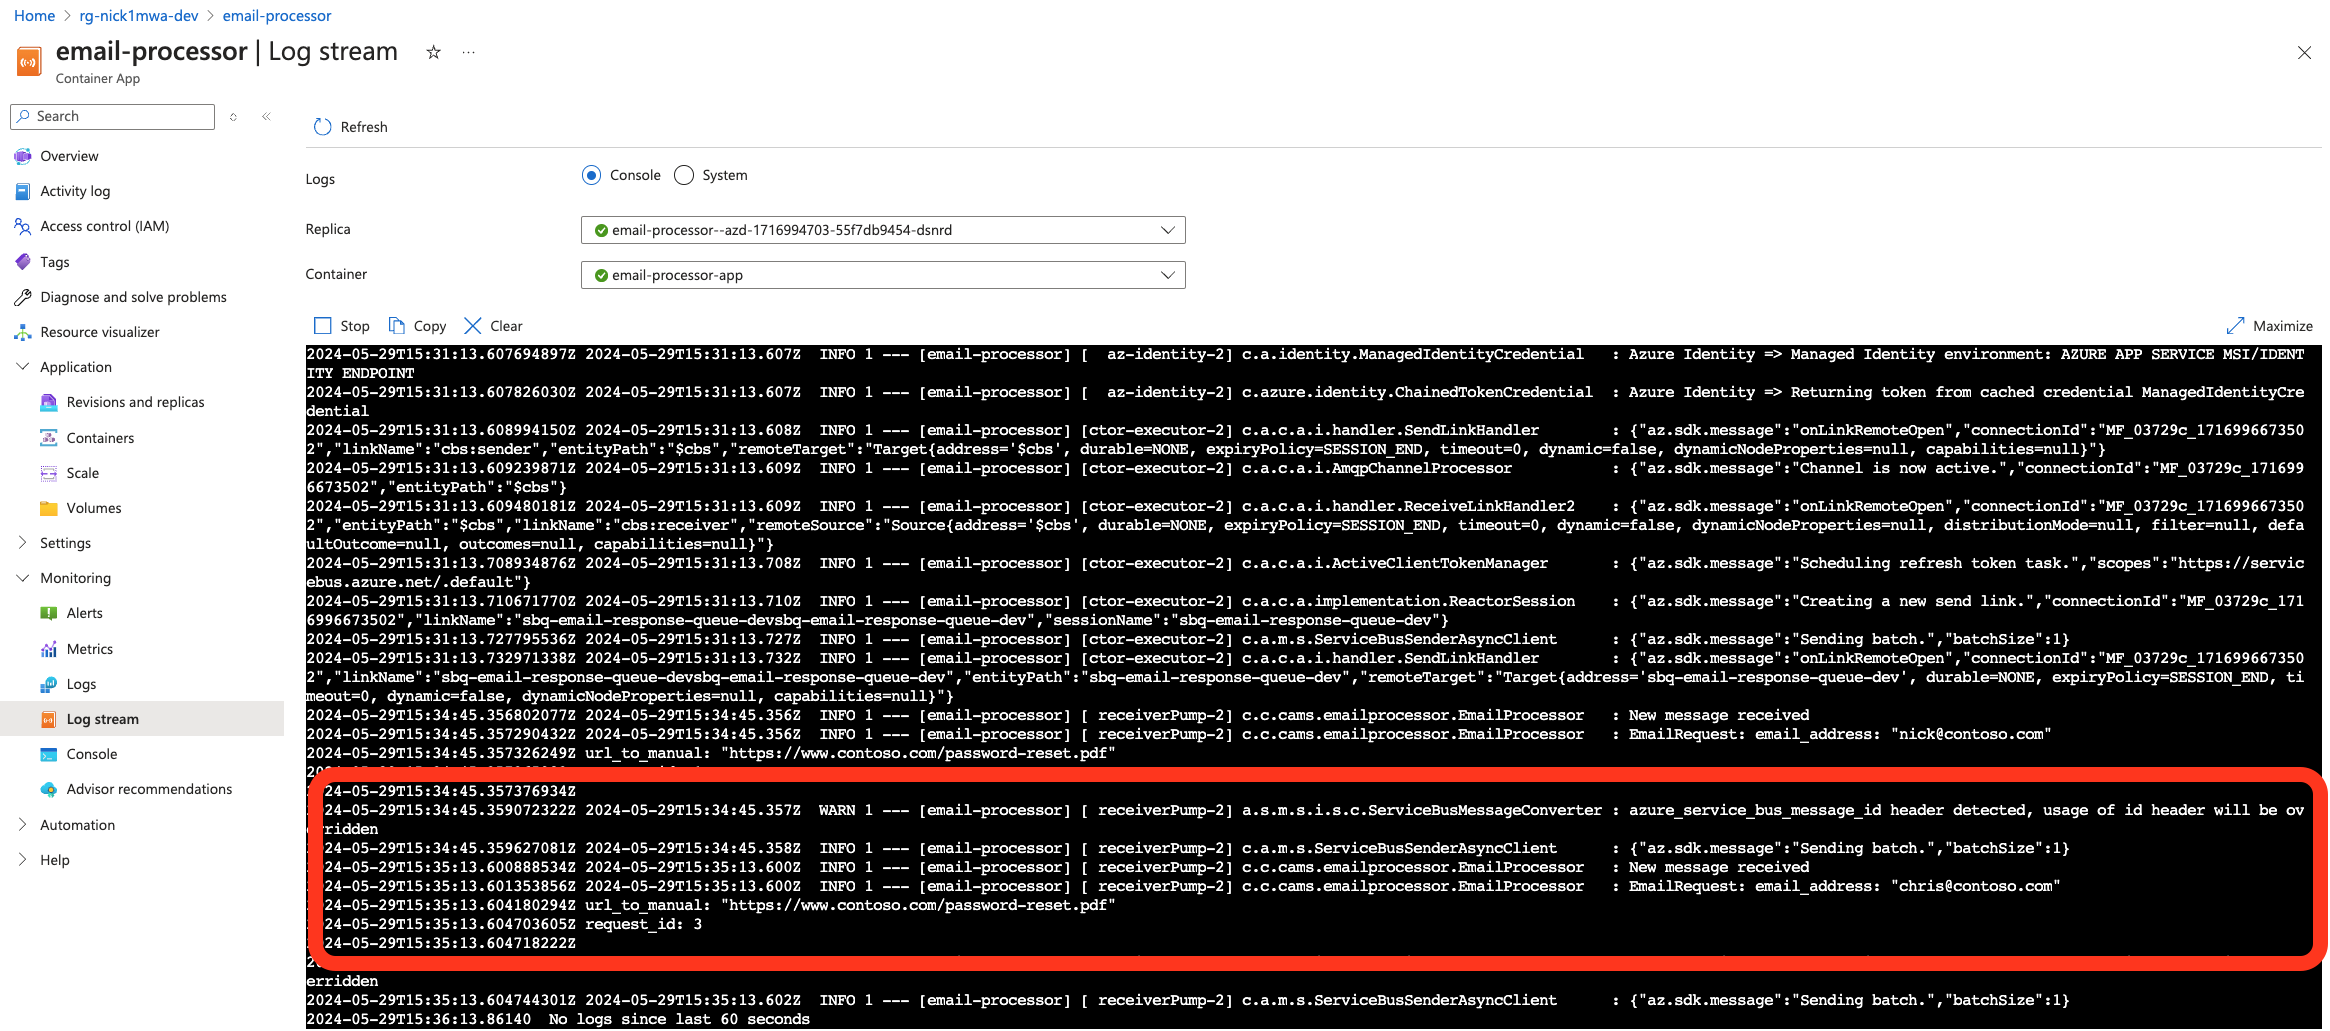 Home > rg-nick1mwa-dev > email-processor
email-processor | Log stream
Container App
Search
Overview
Activity log
Access control (IAM)
Tags
Diagnose and solve problems
Resource visualizer
Application
Revisions and replicas
Containers
Scale
Volumes
Settings
Monitoring
Alerts
Metrics
Logs
Log stream
Console
Advisor recommendations
Automation
Help
Refresh
Logs
Console
System
Replica
email-processor--azd-1716994703-55f7db9454-dsnrd
Container
email-processor-app
Stop
Copy
Clear
Maximize
2024-05-29T15:31:13.607694897Z 2024-05-29T15:31:13.607Z  INFO 1 --- [email-processor] [  az-identity-2] c.a.identity.ManagedIdentityCredential   : Azure Identity => Managed Identity environment: AZURE APP SERVICE MSI/IDENT
ITY ENDPOINT
2024-05-29T15:31:13.607826030Z 2024-05-29T15:31:13.607Z  INFO 1 --- [email-processor] [  az-identity-2] c.azure.identity.ChainedTokenCredential  : Azure Identity => Returning token from cached credential ManagedIdentityCre
dential
2024-05-29T15:31:13.608994150Z 2024-05-29T15:31:13.608Z  INFO 1 --- [email-processor] [ctor-executor-2] c.a.c.a.i.handler.SendLinkHandler        : {"az.sdk.message":"onLinkRemoteOpen","connectionId":"MF_03729c_171699667350
2","linkName":"cbs:sender","entityPath":"$cbs","remoteTarget":"Target{address='$cbs', durable=NONE, expiryPolicy=SESSION_END, timeout=0, dynamic=false, dynamicNodeProperties=null, capabilities=null}"}
2024-05-29T15:31:13.609239871Z 2024-05-29T15:31:13.609Z  INFO 1 --- [email-processor] [ctor-executor-2] c.a.c.a.i.AmqpChannelProcessor           : {"az.sdk.message":"Channel is now active.","connectionId":"MF_03729c_171699
6673502","entityPath":"$cbs"}
2024-05-29T15:31:13.609480181Z 2024-05-29T15:31:13.609Z  INFO 1 --- [email-processor] [ctor-executor-2] c.a.c.a.i.handler.ReceiveLinkHandler2    : {"az.sdk.message":"onLinkRemoteOpen","connectionId":"MF_03729c_171699667350
2","entityPath":"$cbs","linkName":"cbs:receiver","remoteSource":"Source{address='$cbs', durable=NONE, expiryPolicy=SESSION_END, timeout=0, dynamic=false, dynamicNodeProperties=null, distributionMode=null, filter=null, defa
ultOutcome=null, outcomes=null, capabilities=null}"}
2024-05-29T15:31:13.708934876Z 2024-05-29T15:31:13.708Z  INFO 1 --- [email-processor] [ctor-executor-2] c.a.c.a.i.ActiveClientTokenManager       : {"az.sdk.message":"Scheduling refresh token task.","scopes":"https://servic
ebus.azure.net/.default"}
2024-05-29T15:31:13.710671770Z 2024-05-29T15:31:13.710Z  INFO 1 --- [email-processor] [ctor-executor-2] c.a.c.a.implementation.ReactorSession    : {"az.sdk.message":"Creating a new send link.","connectionId":"MF_03729c_171
6996673502","linkName":"sbq-email-response-queue-devsbq-email-response-queue-dev","sessionName":"sbq-email-response-queue-dev"}
2024-05-29T15:31:13.727795536Z 2024-05-29T15:31:13.727Z  INFO 1 --- [email-processor] [ctor-executor-2] c.a.m.s.ServiceBusSenderAsyncClient      : {"az.sdk.message":"Sending batch.","batchSize":1}
2024-05-29T15:31:13.732971338Z 2024-05-29T15:31:13.732Z  INFO 1 --- [email-processor] [ctor-executor-2] c.a.c.a.i.handler.SendLinkHandler        : {"az.sdk.message":"onLinkRemoteOpen","connectionId":"MF_03729c_171699667350
2","linkName":"sbq-email-response-queue-devsbq-email-response-queue-dev","entityPath":"sbq-email-response-queue-dev","remoteTarget":"Target{address='sbq-email-response-queue-dev', durable=NONE, expiryPolicy=SESSION_END, ti
meout=0, dynamic=false, dynamicNodeProperties=null, capabilities=null}"}
2024-05-29T15:34:45.356802077Z 2024-05-29T15:34:45.356Z  INFO 1 --- [email-processor] [ receiverPump-2] c.c.cams.emailprocessor.EmailProcessor   : New message received
2024-05-29T15:34:45.357290432Z 2024-05-29T15:34:45.356Z  INFO 1 --- [email-processor] [ receiverPump-2] c.c.cams.emailprocessor.EmailProcessor   : EmailRequest: email_address: "nick@contoso.com"
2024-05-29T15:34:45.357326249Z url_to_manual: "https://www.contoso.com/password-reset.pdf"
24-05-29T15:34:45.357376934Z
24-05-29T15:34:45.359072322Z 2024-05-29T15:34:45.357Z  WARN 1 --- [email-processor] [ receiverPump-2] a.s.m.s.i.s.c.ServiceBusMessageConverter : azure_service_bus_message_id header detected, usage of id header will be ov
rridden
24-05-29T15:34:45.359627081Z 2024-05-29T15:34:45.358Z  INFO 1 --- [email-processor] [ receiverPump-2] c.a.m.s.ServiceBusSenderAsyncClient      : {"az.sdk.message":"Sending batch.","batchSize":1}
24-05-29T15:35:13.600888534Z 2024-05-29T15:35:13.600Z  INFO 1 --- [email-processor] [ receiverPump-2] c.c.cams.emailprocessor.EmailProcessor   : New message received
24-05-29T15:35:13.601353856Z 2024-05-29T15:35:13.600Z  INFO 1 --- [email-processor] [ receiverPump-2] c.c.cams.emailprocessor.EmailProcessor   : EmailRequest: email_address: "chris@contoso.com"
24-05-29T15:35:13.604180294Z url_to_manual: "https://www.contoso.com/password-reset.pdf"
24-05-29T15:35:13.604703605Z request_id: 3
24-05-29T15:35:13.604718222Z
erridden
2024-05-29T15:35:13.604744301Z 2024-05-29T15:35:13.602Z  INFO 1 --- [email-processor] [ receiverPump-2] c.a.m.s.ServiceBusSenderAsyncClient      : {"az.sdk.message":"Sending batch.","batchSize":1}
2024-05-29T15:36:13.86140  No logs since last 60 seconds